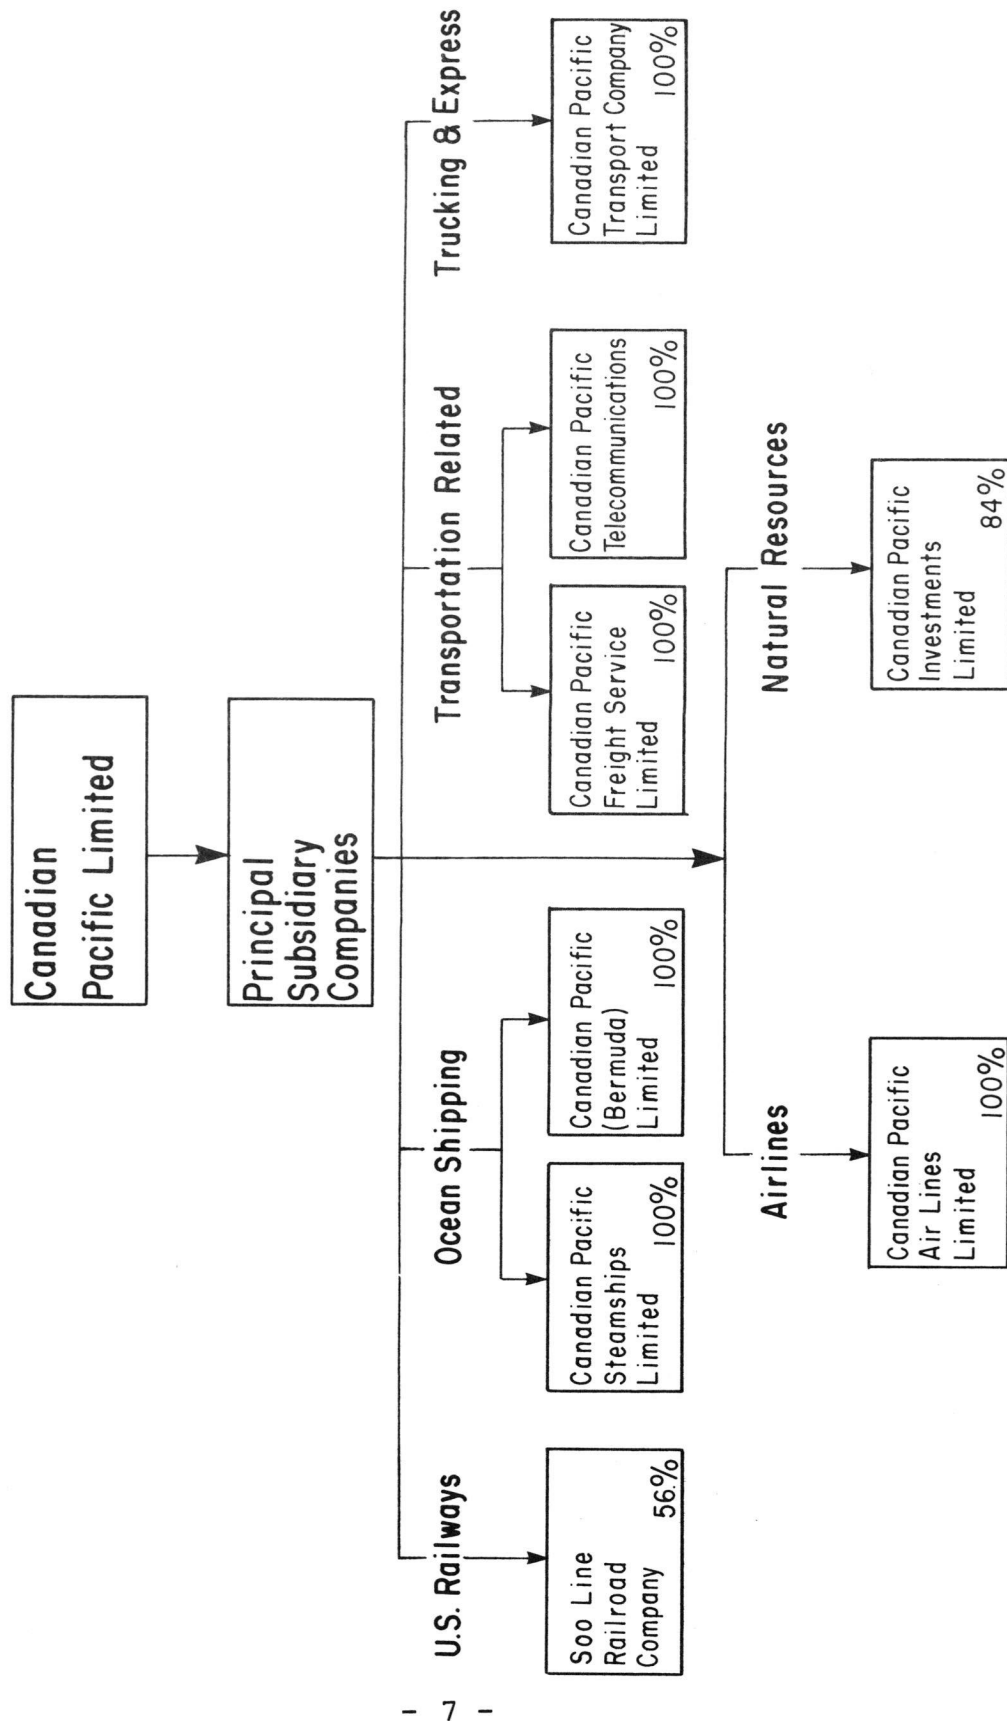 Canadian
Pacific Limited
Principal
Subsidiary
Companies
U.S. Railways
Ocean Shipping
Transportation Related
Trucking & Express
Soo Line
Railroad
Company
56%
Canadian Pacific
Steamships
Limited
100%
Canadian Pacific
(Bermuda)
Limited
100%
Canadian Pacific
Freight Service
Limited
100%
Canadian Pacific
Telecommunications
100%
Canadian Pacific
Transport Company
Limited
100%
Airlines
Natural Resources
Canadian Pacific
Air Lines
Limited
100%
Canadian Pacific
Investments
Limited
84%
- 7 -